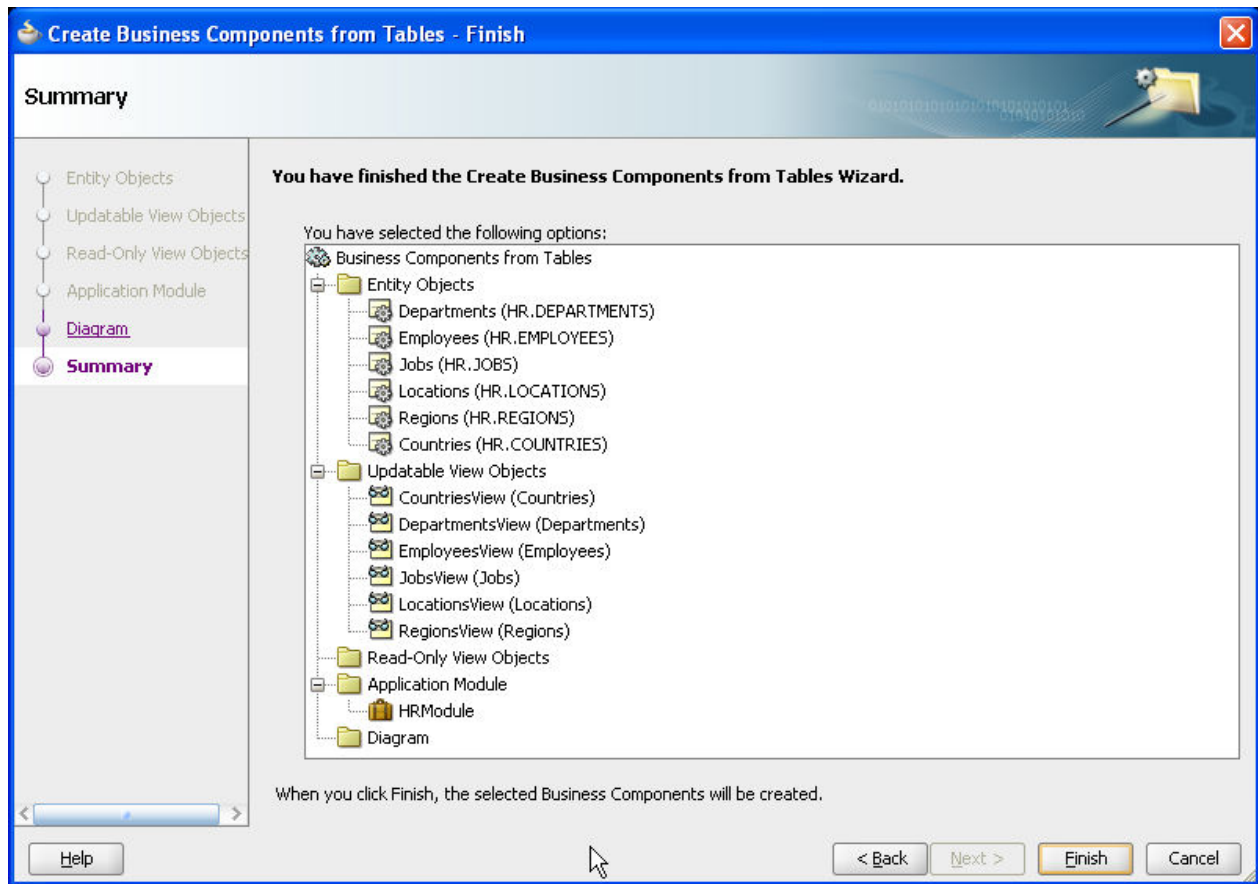 Create Business Components from Tables - Finish
Summary
Entity Objects
Updatable View Objects
Read-Only View Objects
Application Module
Diagram
Summary
You have finished the Create Business Components from Tables Wizard.
You have selected the following options:
Business Components from Tables
Entity Objects
Departments (HR.DEPARTMENTS)
Employees (HR.EMPLOYEES)
Jobs (HR.JOBS)
Locations (HR.LOCATIONS)
Regions (HR.REGIONS)
Countries (HR.COUNTRIES)
Updatable View Objects
CountriesView (Countries)
DepartmentsView (Departments)
EmployeesView (Employees)
JobsView (Jobs)
LocationsView (Locations)
RegionsView (Regions)
Read-Only View Objects
Application Module
HRModule
Diagram
When you click Finish, the selected Business Components will be created.
Help
< Back
Next >
Finish
Cancel